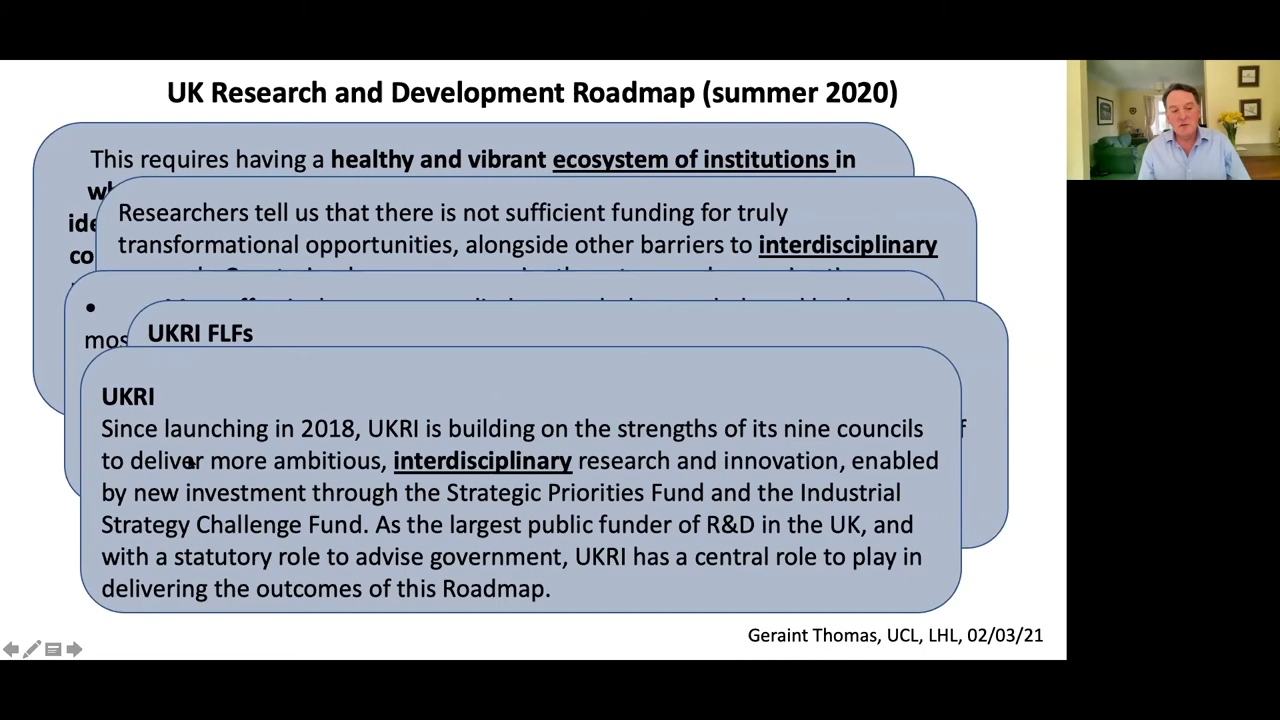 UK Research and Development Roadmap (summer 2020)
This requires having a healthy and vibrant ecosystem of institutions in
Researchers tell us that there is not sufficient funding for truly
transformational opportunities, alongside other barriers to interdisciplinary
•
UKRI FLFs
UKRI
Since launching in 2018, UKRI is building on the strengths of its nine councils
to deliver more ambitious, interdisciplinary research and innovation, enabled
by new investment through the Strategic Priorities Fund and the Industrial
Strategy Challenge Fund. As the largest public funder of R&D in the UK, and
with a statutory role to advise government, UKRI has a central role to play in
delivering the outcomes of this Roadmap.
Geraint Thomas, UCL, LHL, 02/03/21